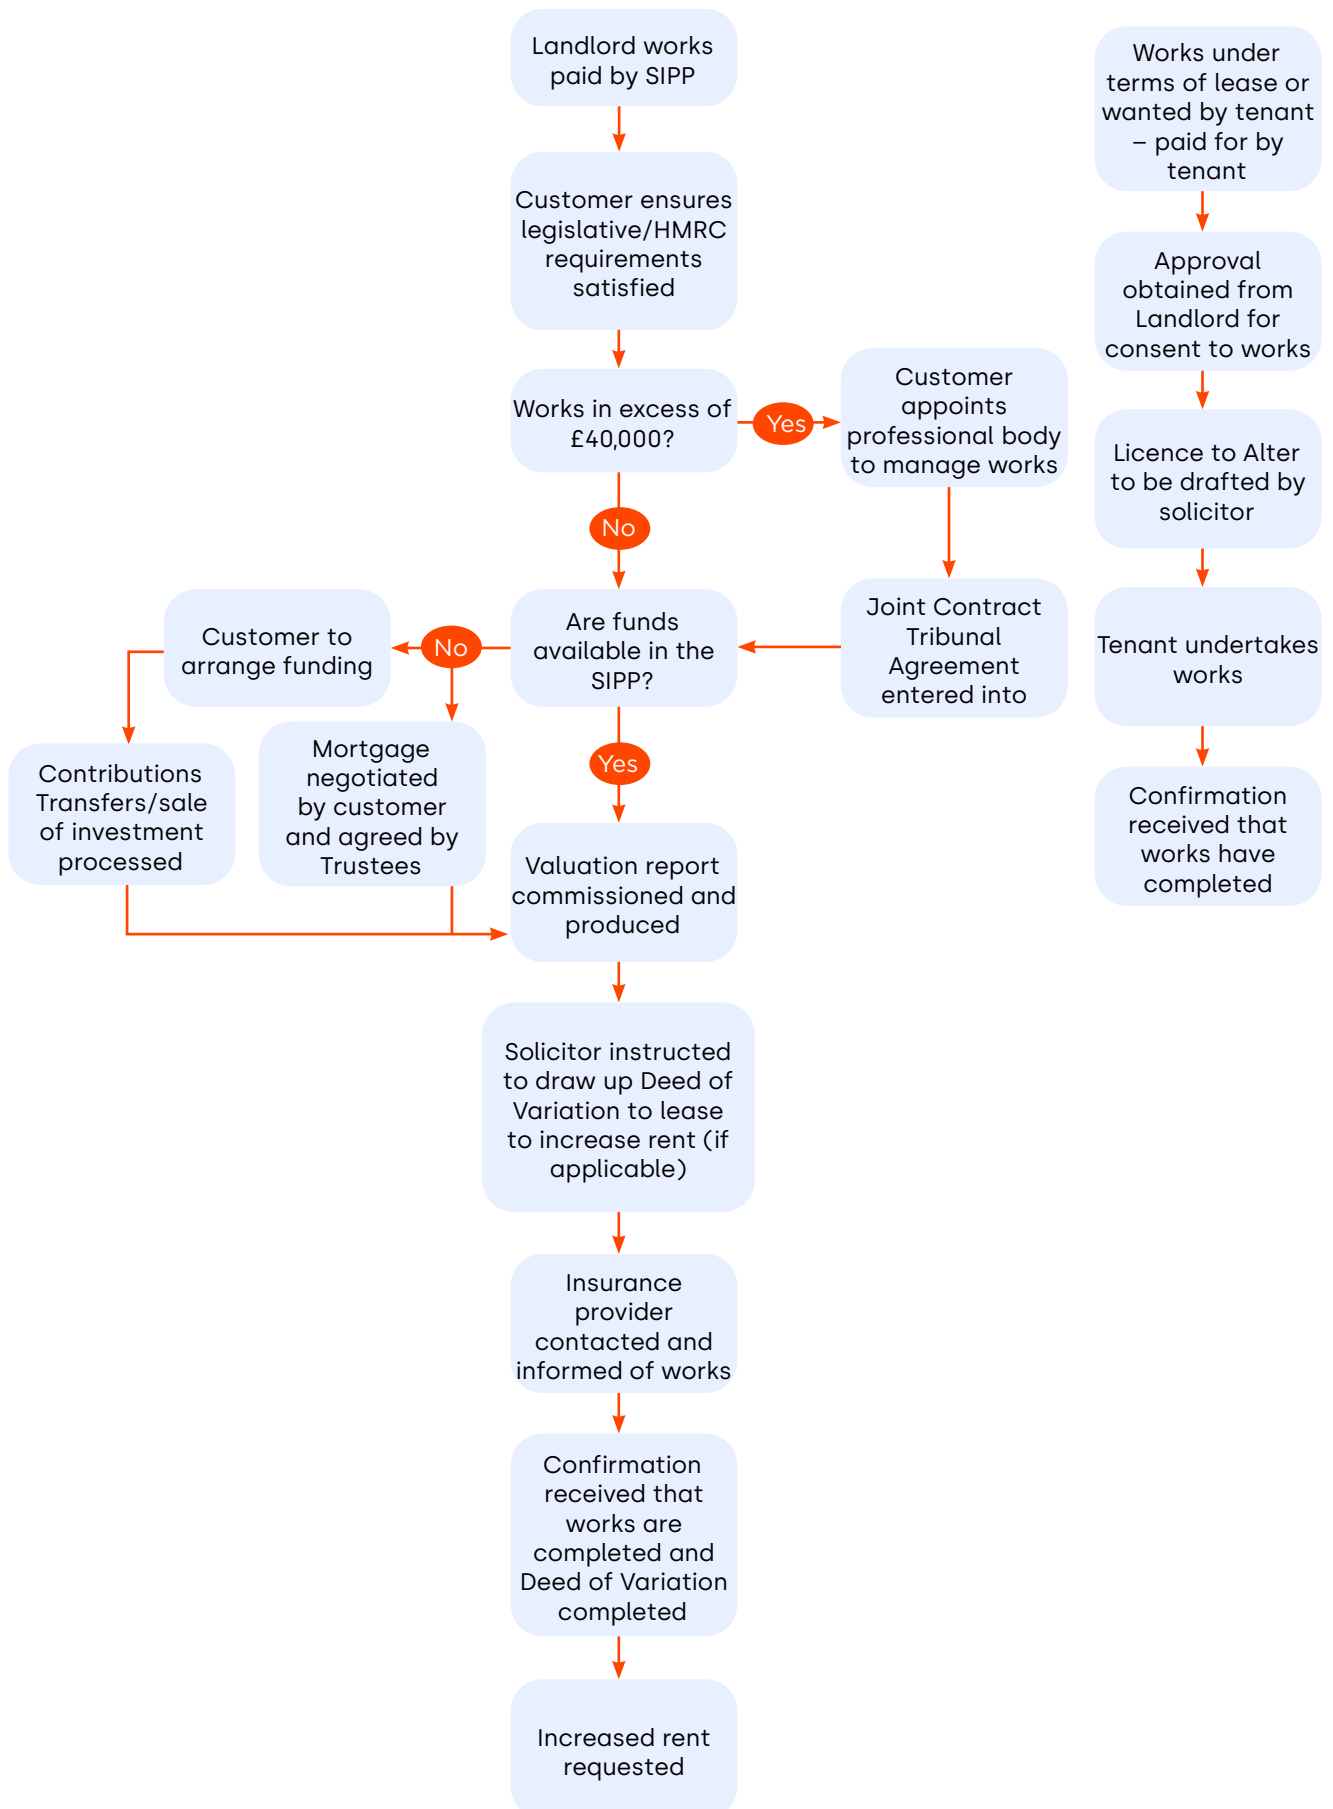 Landlord works
paid by SIPP
Customer ensures
legislative/HMRC
requirements
satisfied
Works in excess of
£40,000?
Yes
Customer
appoints
professional body
to manage works
No
Joint Contract
Tribunal
Agreement
entered into
Are funds
available in the
SIPP?
No
Customer to
arrange funding
Contributions
Transfers/sale
of investment
processed
Mortgage
negotiated
by customer
and agreed by
Trustees
Yes
Valuation report
commissioned and
produced
Solicitor instructed
to draw up Deed of
Variation to lease
to increase rent (if
applicable)
Insurance
provider
contacted and
informed of works
Confirmation
received that
works are
completed and
Deed of Variation
completed
Increased rent
requested
Works under
terms of lease or
wanted by tenant
– paid for by
tenant
Approval
obtained from
Landlord for
consent to works
Licence to Alter
to be drafted by
solicitor
Tenant undertakes
works
Confirmation
received that
works have
completed